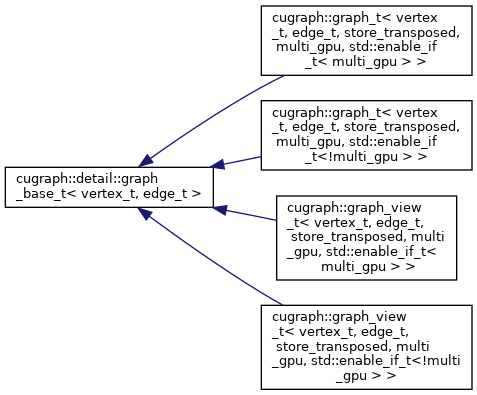 cugraph::graph_t< vertex
_t, edge_t, store_transposed,
multi_gpu, std::enable_if
_t< multi_gpu > >
cugraph::graph_t< vertex
_t, edge_t, store_transposed,
multi_gpu, std::enable_if
_t<!multi_gpu > >
cugraph::detail::graph
_base_t< vertex_t, edge_t >
cugraph::graph_view
_t< vertex_t, edge_t,
store_transposed, multi
_gpu, std::enable_if_t<
multi_gpu > >
cugraph::graph_view
_t< vertex_t, edge_t,
store_transposed, multi
_gpu, std::enable_if_t<!multi
_gpu > >